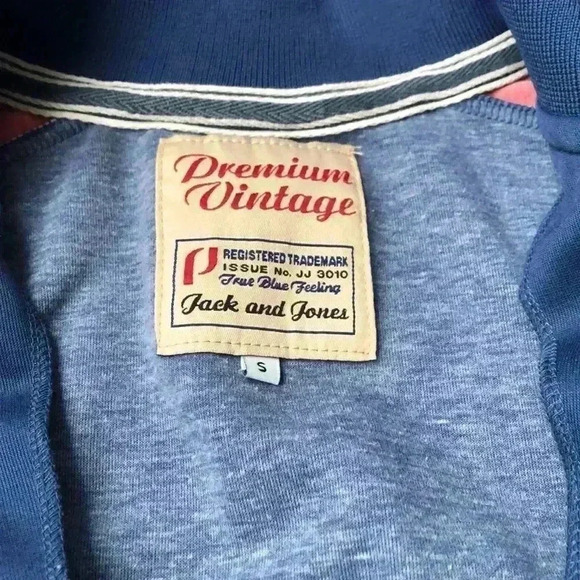 Premium
Vintage
REGISTERED TRADEMARK
ISSUE No. JJ 3010
True Blue Feeling
Jack and Jones
S